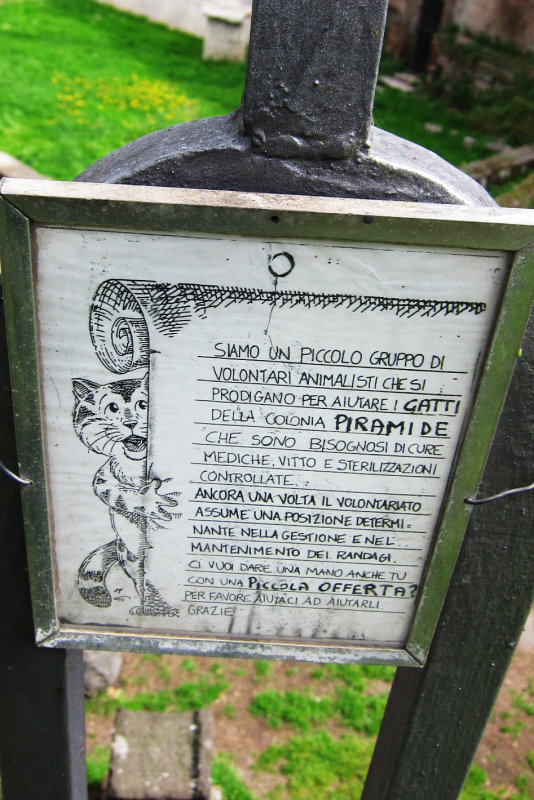 SIAMO UN PICCOLO GRUPPO DI
VOLONTARI ANIMALISTI CHE SI
PRODIGANO PER AIUTARE I GATTI
DELLA COLONIA PIRAMIDE
CHE SONO BISOGNOSI DI CURE
MEDICHE, VITTO E STERILIZZAZIONI
CONTROLLATE.
ANCORA UNA VOLTA IL VOLONTARIATO
ASSUME UNA POSIZIONE DETERMI-
NANTE NELLA GESTIONE E NEL
MANTENIMENTO DEI RANDAGI.
CI VUOI DARE UNA MANO ANCHE TU
CON UNA PICCOLA OFFERTA?
PER FAVORE AIUTACI AD AIUTARLI.
GRAZIE